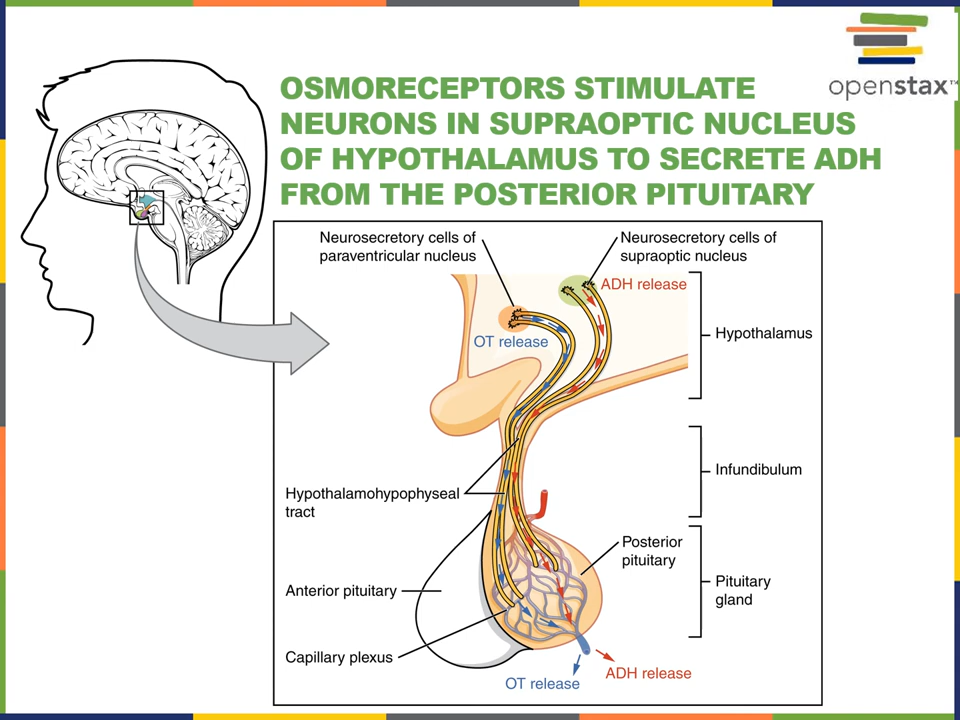 openstax™
OSMORECEPTORS STIMULATE
NEURONS IN SUPRAOPTIC NUCLEUS
OF HYPOTHALAMUS TO SECRETE ADH
FROM THE POSTERIOR PITUITARY
Neurosecretory cells of
paraventricular nucleus
Neurosecretory cells of
supraoptic nucleus
ADH release
OT release
Hypothalamus
Infundibulum
Hypothalamohypophyseal
tract
Posterior
pituitary
Pituitary
gland
Anterior pituitary
Capillary plexus
OT release
ADH release